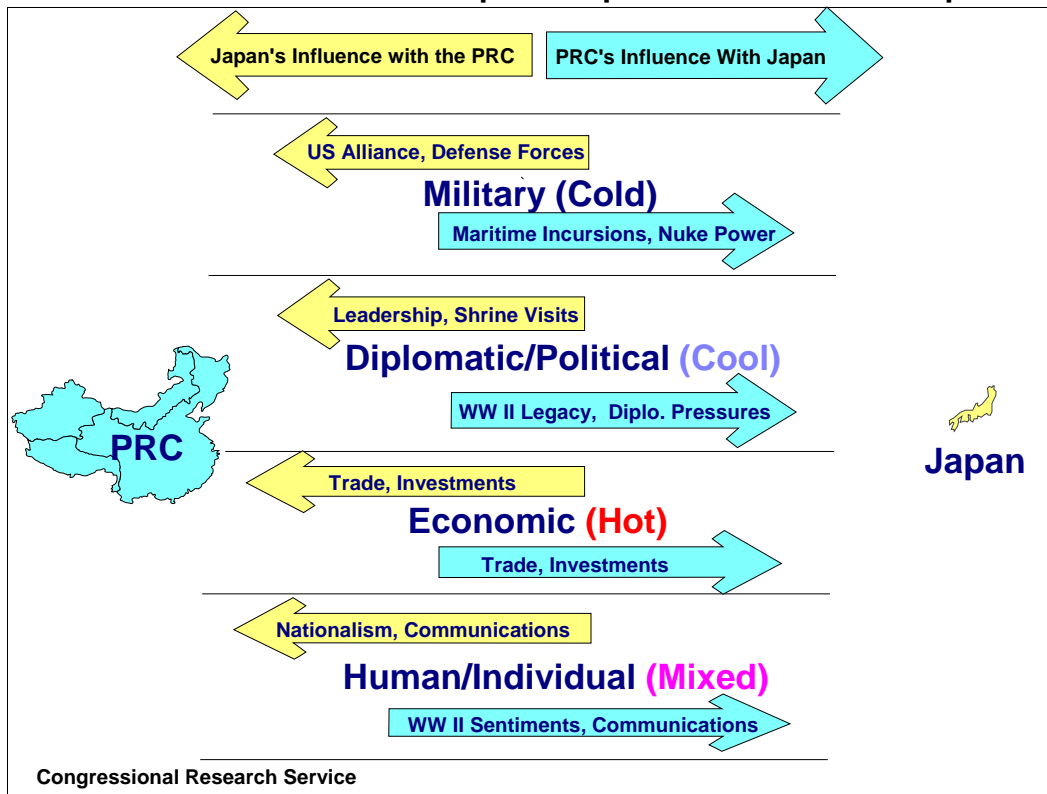 Japan's Influence with the PRC
PRC's Influence With Japan
US Alliance, Defense Forces
Military (Cold)
Maritime Incursions, Nuke Power
Leadership, Shrine Visits
Diplomatic/Political (Cool)
WW II Legacy, Diplo. Pressures
PRC
Japan
Trade, Investments
Economic (Hot)
Trade, Investments
Nationalism, Communications
Human/Individual (Mixed)
WW II Sentiments, Communications
Congressional Research Service